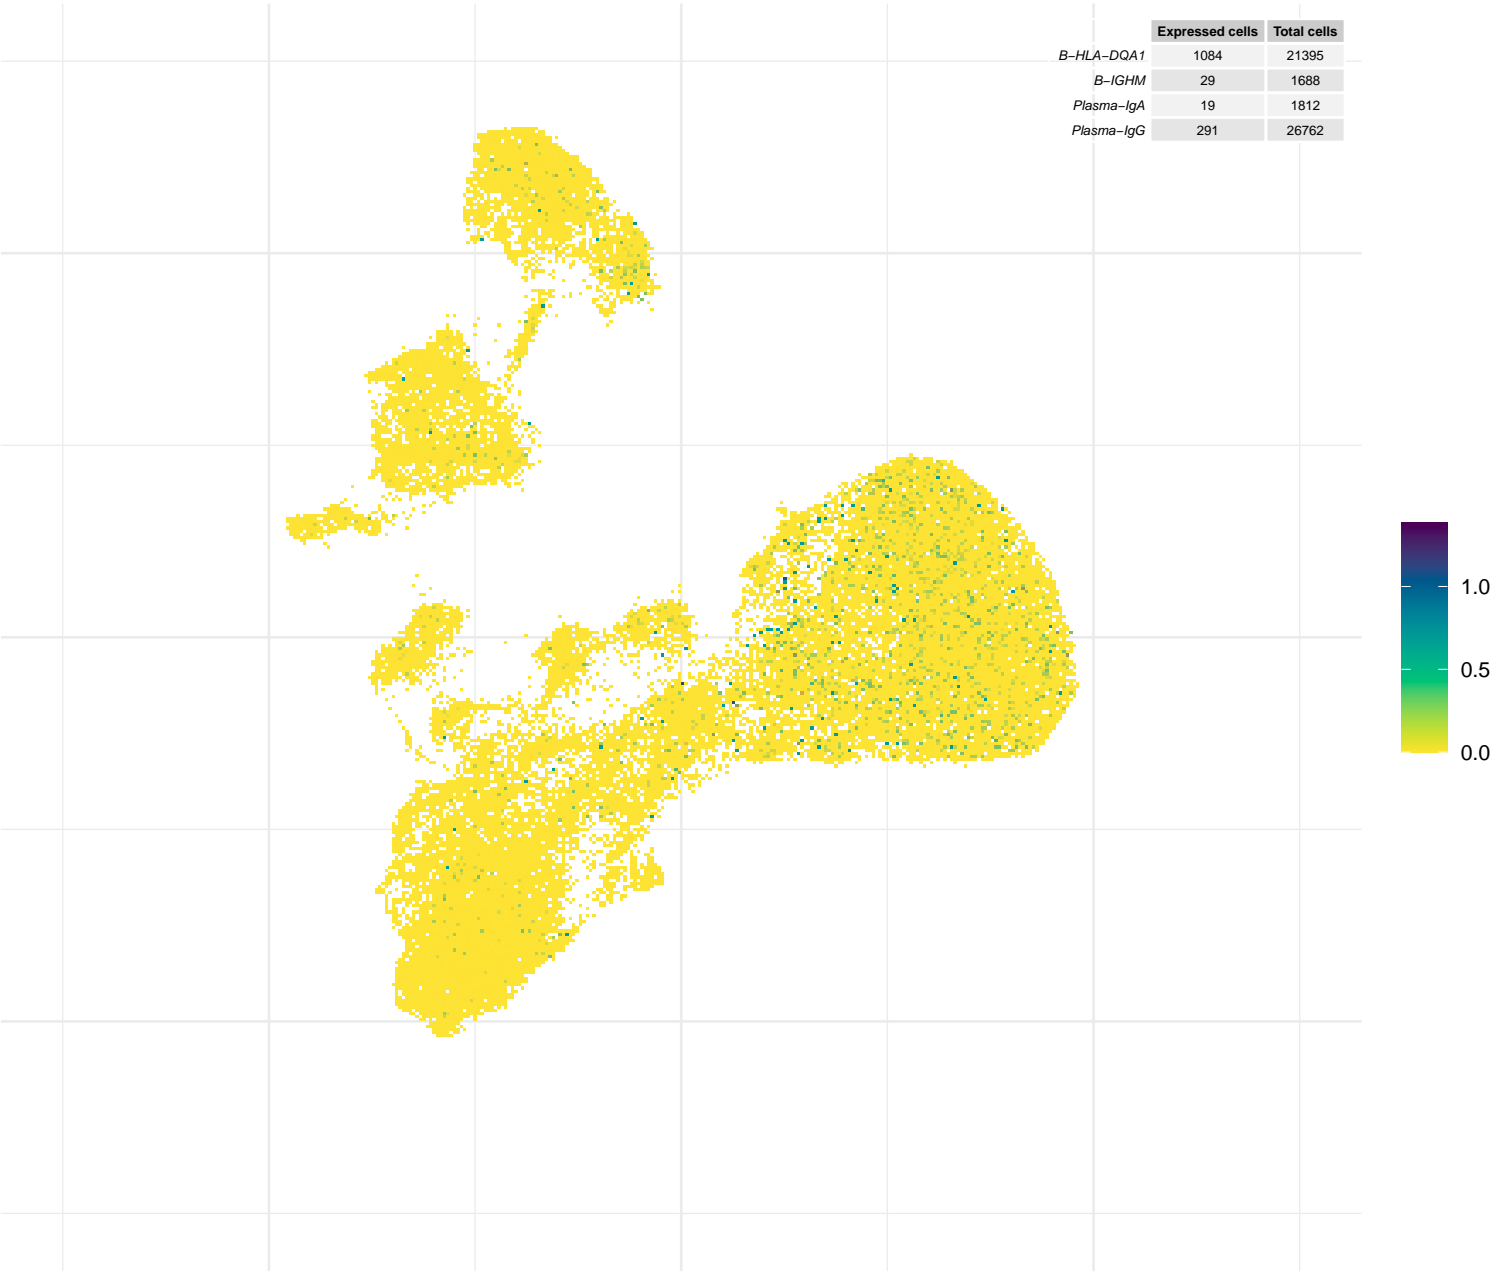 Expressed cells Total cells
B−HLA−DQA1 1084 21395
B−IGHM 29 1688
Plasma−IgA 19 1812
Plasma−IgG 291 26762
1.0
0.5
0.0